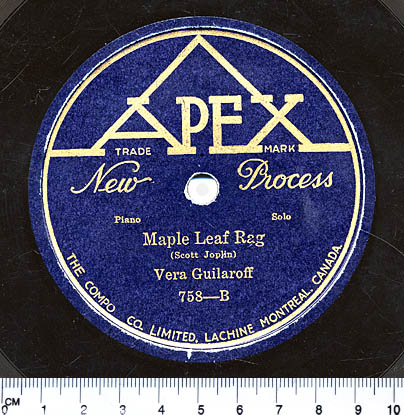 APEX
TRADE MARK
New Process
Piano Solo
Maple Leaf Rag
(Scott Joplin)
Vera Guilaroff
758—B
THE COMPO CO. LIMITED, LACHINE MONTREAL. CANADA.
CM
0 1 2 3 4 5 6 7 8 9 10